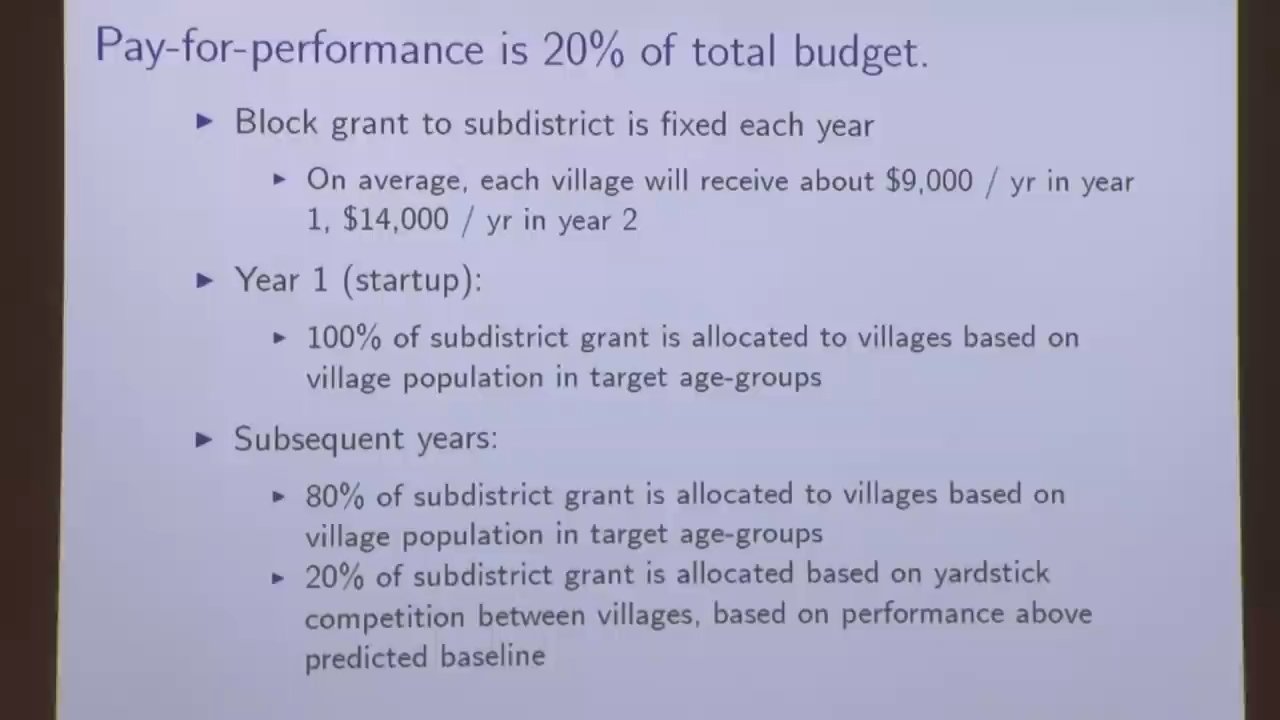 Pay-for-performance is 20% of total budget.
▶ Block grant to subdistrict is fixed each year
▶ On average, each village will receive about $9,000 / yr in year
1, $14,000 / yr in year 2
▶ Year 1 (startup):
▶ 100% of subdistrict grant is allocated to villages based on
village population in target age-groups
▶ Subsequent years:
▶ 80% of subdistrict grant is allocated to villages based on
village population in target age-groups
▶ 20% of subdistrict grant is allocated based on yardstick
competition between villages, based on performance above
predicted baseline